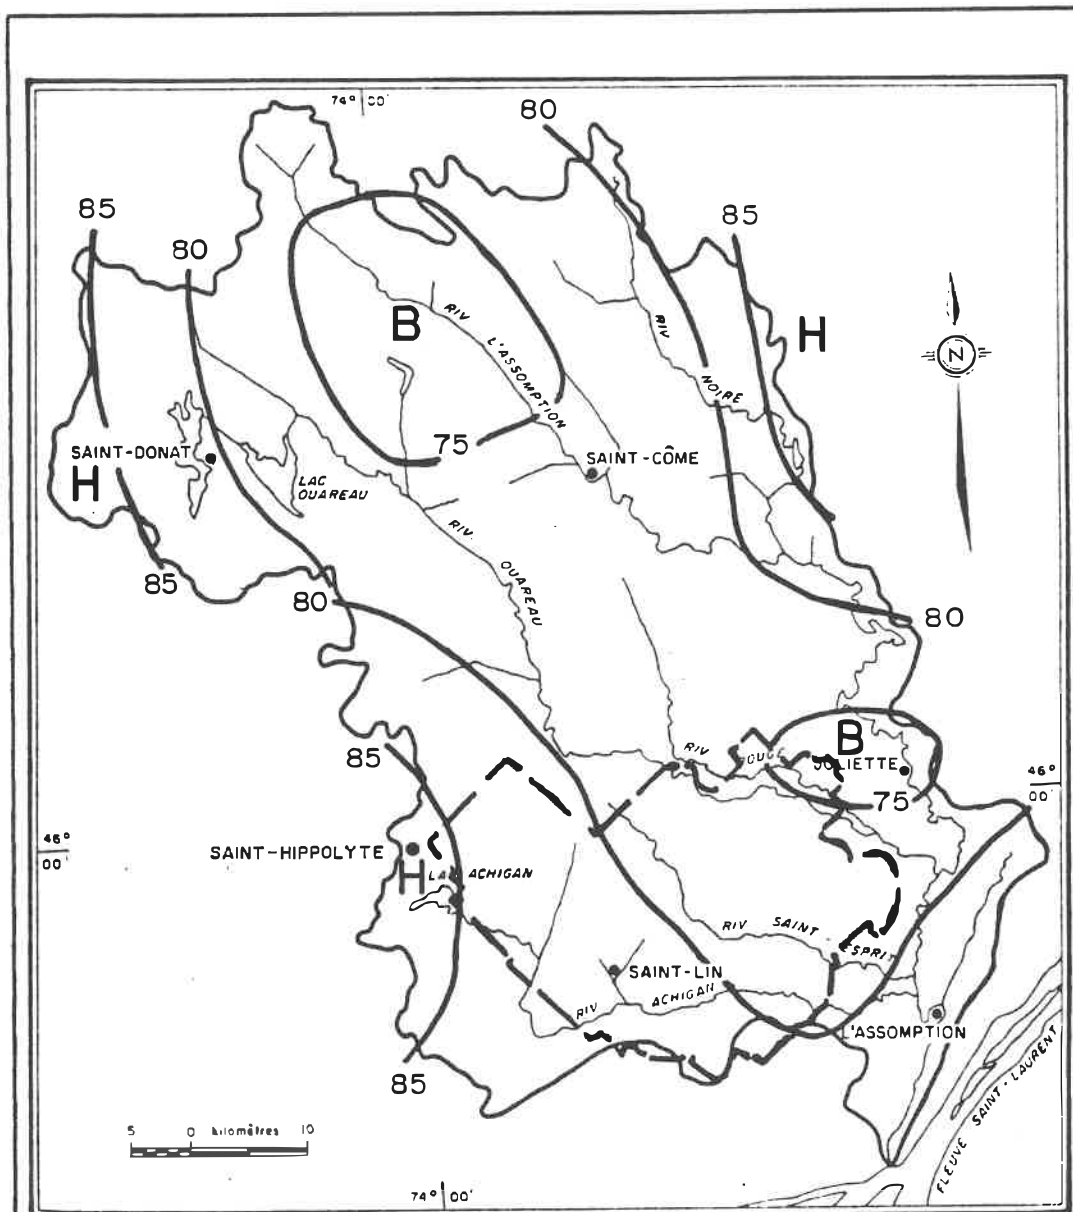 74° 00'
80
85
85
80
H
B
RIV L'ASSOMPTION
RIV NOIRE
N
75
SAINT-DONAT
SAINT-CÔME
H
LAC
OUAREAU
RIV. OUAREAU
85
80
80
85
B
RIV
JOLIETTE
75
46°
00'
46°
00'
SAINT-HIPPOLYTE
H
ACHIGAN
RIV SAINT ESPRIT
SAINT-LIN
RIV ACHIGAN
L'ASSOMPTION
85
FLEUVE SAINT-LAURENT
5 0 kilomètres 10
74° 00'